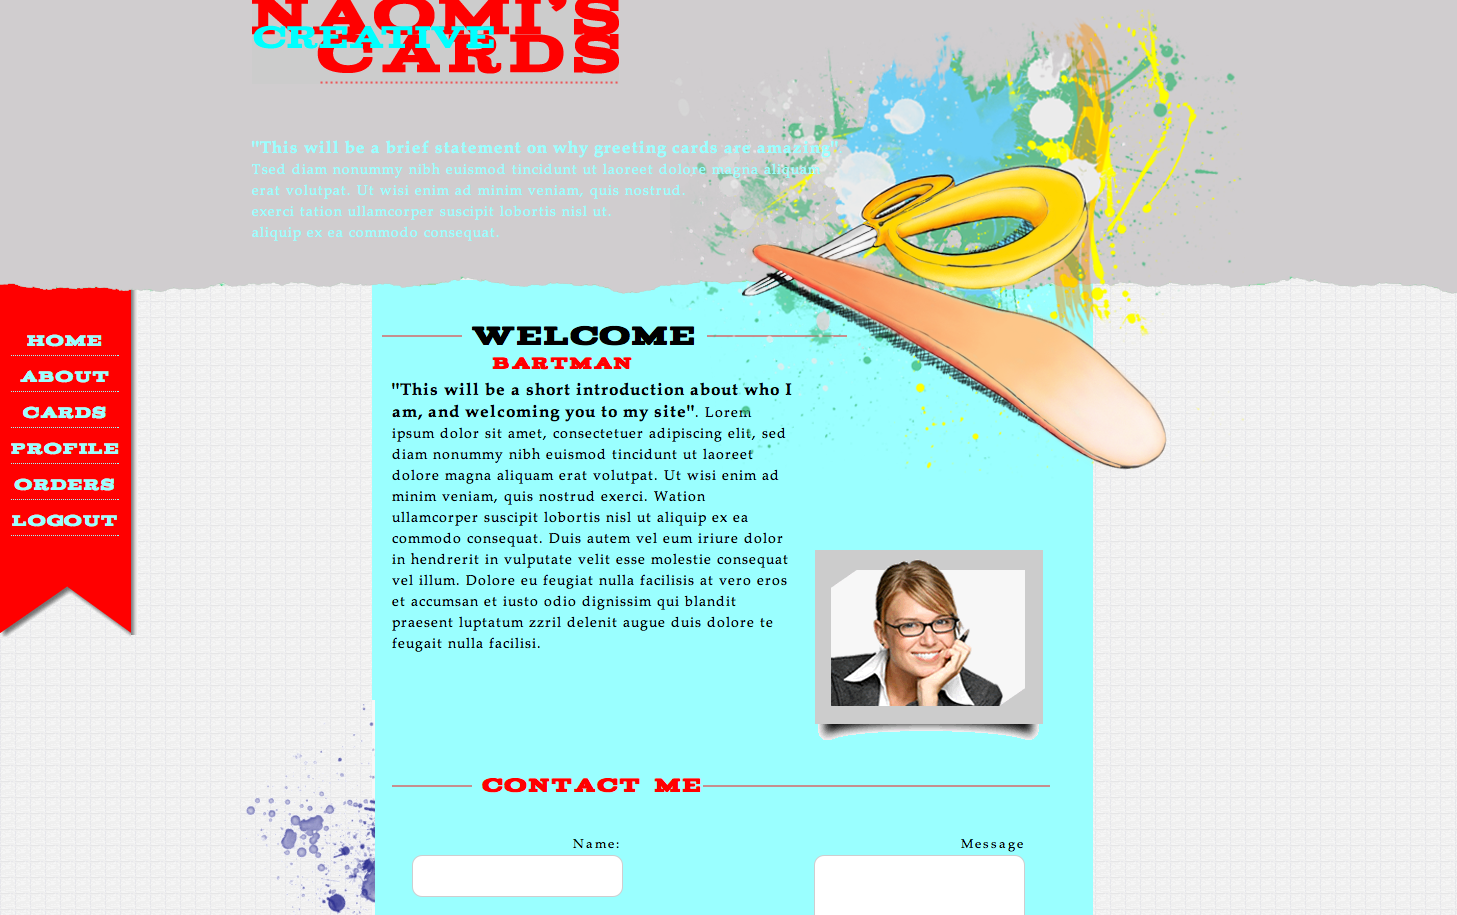 NAOMI'S
CREATIVE
CARDS
"This will be a brief statement on why greeting cards are amazing"
Tsed diam nonummy nibh euismod tincidunt ut laoreet dolore magna aliquam
erat volutpat. Ut wisi enim ad minim veniam, quis nostrud.
exerci tation ullamcorper suscipit lobortis nisl ut.
aliquip ex ea commodo consequat.
HOME
ABOUT
CARDS
PROFILE
ORDERS
LOGOUT
WELCOME
BARTMAN
"This will be a short introduction about who I
am, and welcoming you to my site". Lorem
ipsum dolor sit amet, consectetuer adipiscing elit, sed
diam nonummy nibh euismod tincidunt ut laoreet
dolore magna aliquam erat volutpat. Ut wisi enim ad
minim veniam, quis nostrud exerci. Wation
ullamcorper suscipit lobortis nisl ut aliquip ex ea
commodo consequat. Duis autem vel eum iriure dolor
in hendrerit in vulputate velit esse molestie consequat
vel illum. Dolore eu feugiat nulla facilisis at vero eros
et accumsan et iusto odio dignissim qui blandit
praesent luptatum zzril delenit augue duis dolore te
feugait nulla facilisi.
CONTACT ME
Name:
Message